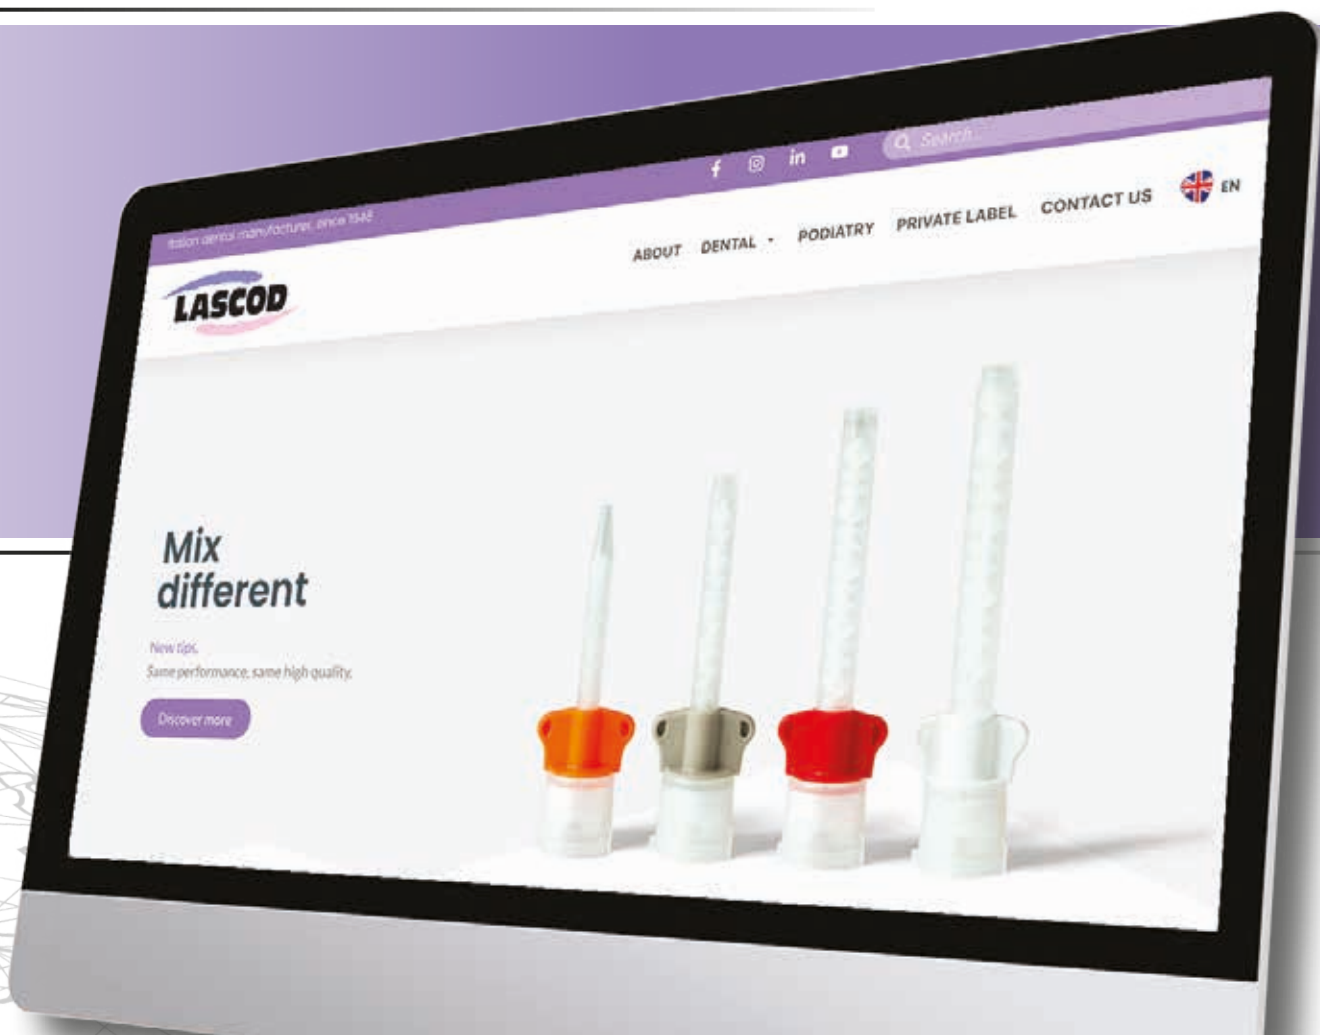 Italian dental manufacturer, since 1948
Search...
LASCOD
ABOUT DENTAL PODIATRY PRIVATE LABEL CONTACT US EN
Mix
different
New tips.
Same performance, same high quality.
Discover more